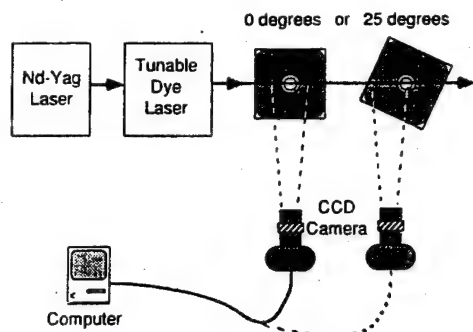 0 degrees or 25 degrees
Nd-Yag
Laser
Tunable
Dye
Laser
CCD
Camera
Computer